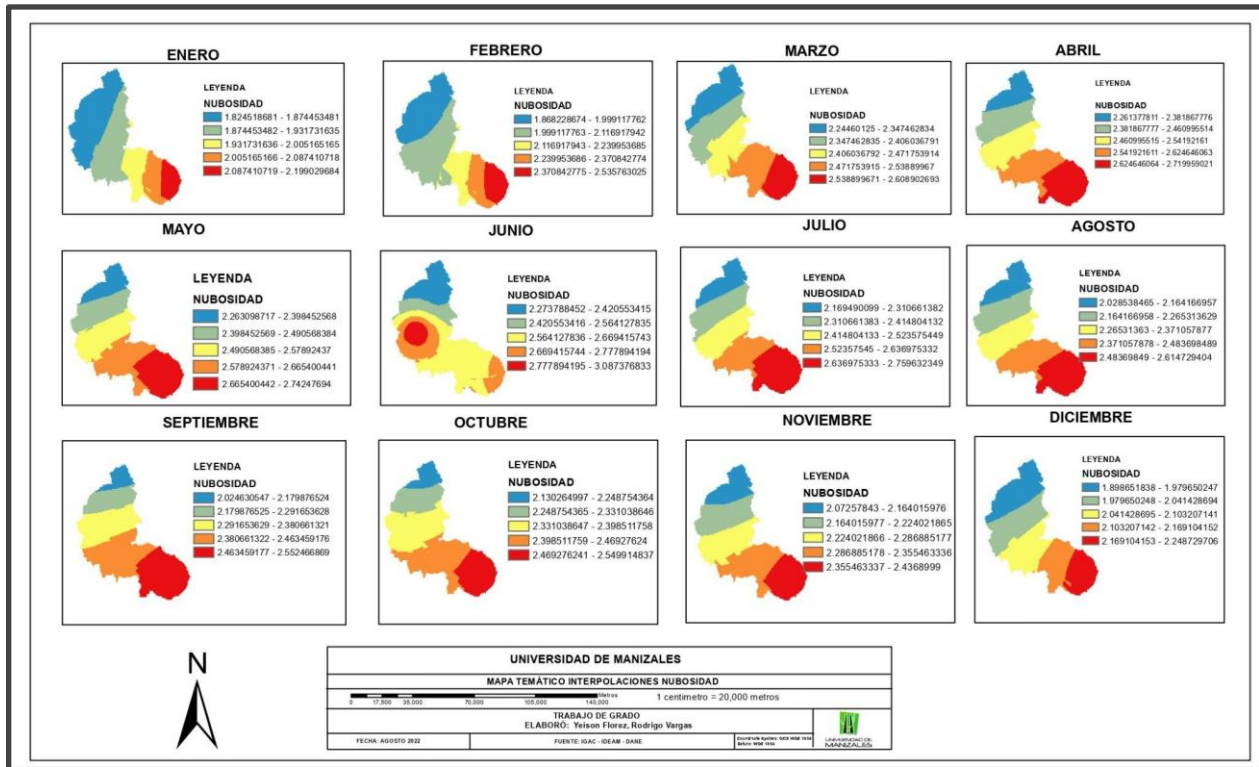 ENERO
LEYENDA
NUBOSIDAD
1.824518681 - 1.874453481
1.874453482 - 1.931731635
1.931731636 - 2.005165165
2.005165166 - 2.087410718
2.087410719 - 2.199029684
FEBRERO
LEYENDA
NUBOSIDAD
1.868228674 - 1.999117762
1.999117763 - 2.116917942
2.116917943 - 2.239953685
2.239953686 - 2.370842774
2.370842775 - 2.535763025
MARZO
LEYENDA
NUBOSIDAD
2.24460125 - 2.347462834
2.347462835 - 2.406036791
2.406036792 - 2.471753914
2.471753915 - 2.53889967
2.538899671 - 2.608902693
ABRIL
LEYENDA
NUBOSIDAD
2.261377811 - 2.381867776
2.381867777 - 2.460995514
2.460995515 - 2.54192161
2.541921611 - 2.624646063
2.624646064 - 2.719959021
MAYO
LEYENDA
NUBOSIDAD
2.263098717 - 2.398452568
2.398452569 - 2.490568384
2.490568385 - 2.57892437
2.578924371 - 2.665400441
2.665400442 - 2.74247694
JUNIO
LEYENDA
NUBOSIDAD
2.273788452 - 2.420553415
2.420553416 - 2.564127835
2.564127836 - 2.669415743
2.669415744 - 2.777894194
2.777894195 - 3.087376833
JULIO
LEYENDA
NUBOSIDAD
2.169490099 - 2.310661382
2.310661383 - 2.414804132
2.414804133 - 2.523575449
2.52357545 - 2.636975332
2.636975333 - 2.759632349
AGOSTO
LEYENDA
NUBOSIDAD
2.028538465 - 2.164166957
2.164166958 - 2.265313629
2.26531363 - 2.371057877
2.371057878 - 2.483698489
2.48369849 - 2.614729404
SEPTIEMBRE
LEYENDA
NUBOSIDAD
2.024630547 - 2.179876524
2.179876525 - 2.291653628
2.291653629 - 2.380661321
2.380661322 - 2.463459176
2.463459177 - 2.552466869
OCTUBRE
LEYENDA
NUBOSIDAD
2.130264997 - 2.248754364
2.248754365 - 2.331038646
2.331038647 - 2.398511758
2.398511759 - 2.46927624
2.469276241 - 2.549914837
NOVIEMBRE
LEYENDA
NUBOSIDAD
2.07257843 - 2.164015976
2.164015977 - 2.224021865
2.224021866 - 2.286885177
2.286885178 - 2.355463336
2.355463337 - 2.4368999
DICIEMBRE
LEYENDA
NUBOSIDAD
1.898651838 - 1.979650247
1.979650248 - 2.041428694
2.041428695 - 2.103207141
2.103207142 - 2.169104152
2.169104153 - 2.248729706
N
UNIVERSIDAD DE MANIZALES
MAPA TEMÁTICO INTERPOLACIONES NUBOSIDAD
Metros
0 17,500 35,000 70,000 105,000 140,000
1 centimetro = 20,000 metros
TRABAJO DE GRADO
ELABORÓ: Yeison Florez, Rodrigo Vargas
FECHA: AGOSTO 2022
FUENTE: IGAC - IDEAM - DANE
Coordinate System: GCS WGS 1984
Datum: WGS 1984
UNIVERSIDAD DE
MANIZALES